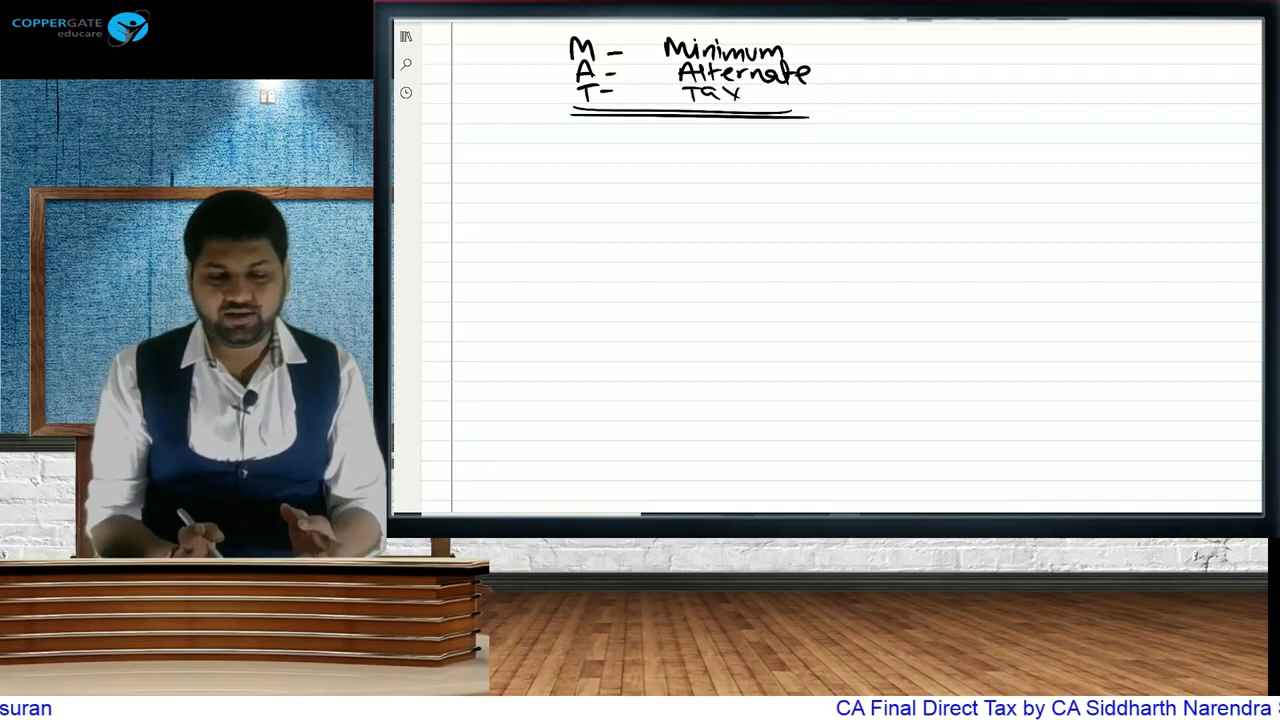 COPPERGATE
educare
M - Minimum
A - Alternate
T - Tax
suran
CA Final Direct Tax by CA Siddharth Narendra